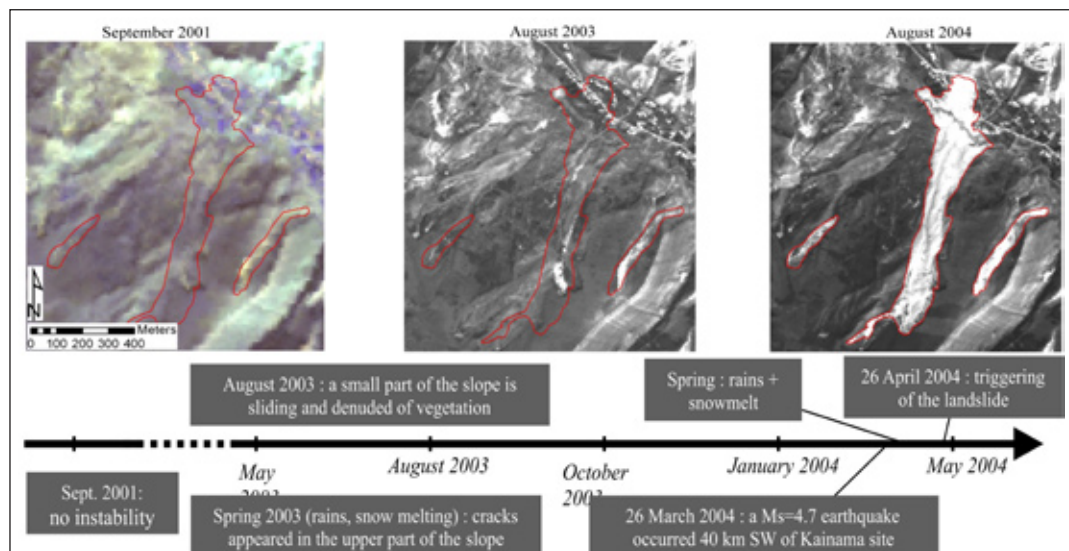 September 2001
August 2003
August 2004
Meters
0 100 200 300 400
August 2003 : a small part of the slope is
sliding and denuded of vegetation
Spring : rains +
snowmelt
26 April 2004 : triggering
of the landslide
May
2003
August 2003
October
2003
January 2004
May 2004
Sept. 2001:
no instability
Spring 2003 (rains, snow melting) : cracks
appeared in the upper part of the slope
26 March 2004 : a Ms=4.7 earthquake
occurred 40 km SW of Kainama site